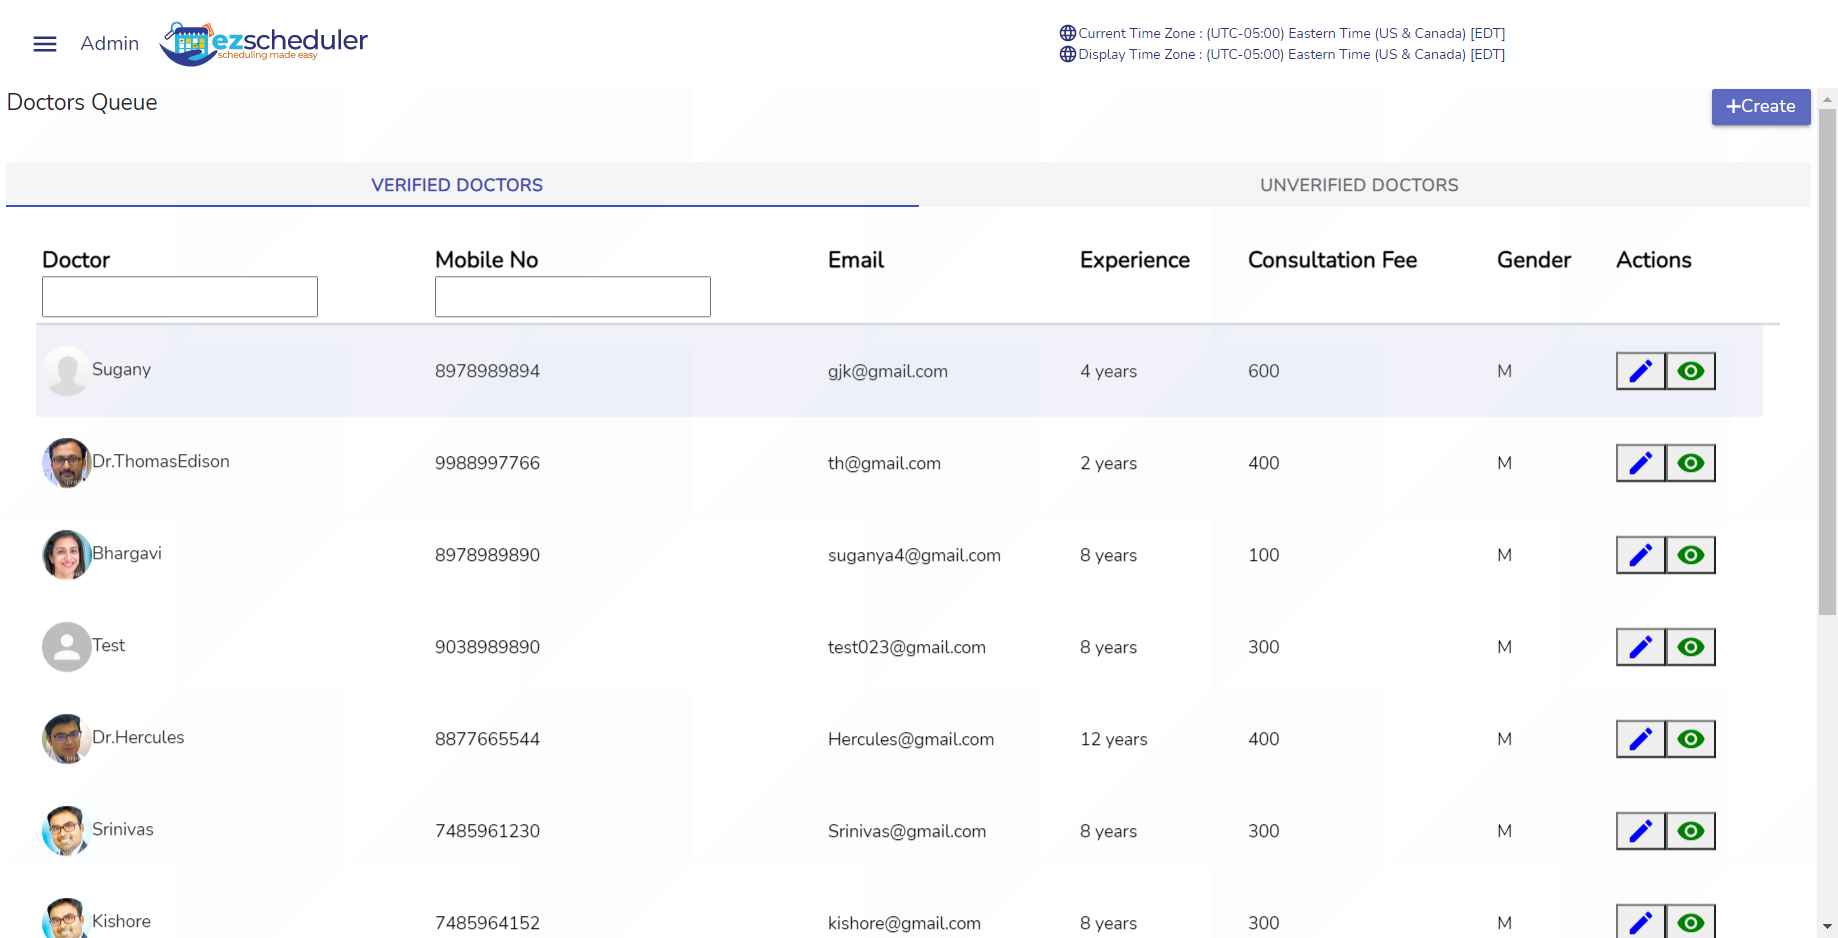 Admin
ezscheduler
scheduling made easy
Current Time Zone : (UTC-05:00) Eastern Time (US & Canada) [EDT]
Display Time Zone : (UTC-05:00) Eastern Time (US & Canada) [EDT]
Doctors Queue
+Create
VERIFIED DOCTORS UNVERIFIED DOCTORS
Doctor Mobile No Email Experience Consultation Fee Gender Actions
Sugany 8978989894 gjk@gmail.com 4 years 600 M
Dr.ThomasEdison 9988997766 th@gmail.com 2 years 400 M
Bhargavi 8978989890 suganya4@gmail.com 8 years 100 M
Test 9038989890 test023@gmail.com 8 years 300 M
Dr.Hercules 8877665544 Hercules@gmail.com 12 years 400 M
Srinivas 7485961230 Srinivas@gmail.com 8 years 300 M
Kishore 7485964152 kishore@gmail.com 8 years 300 M